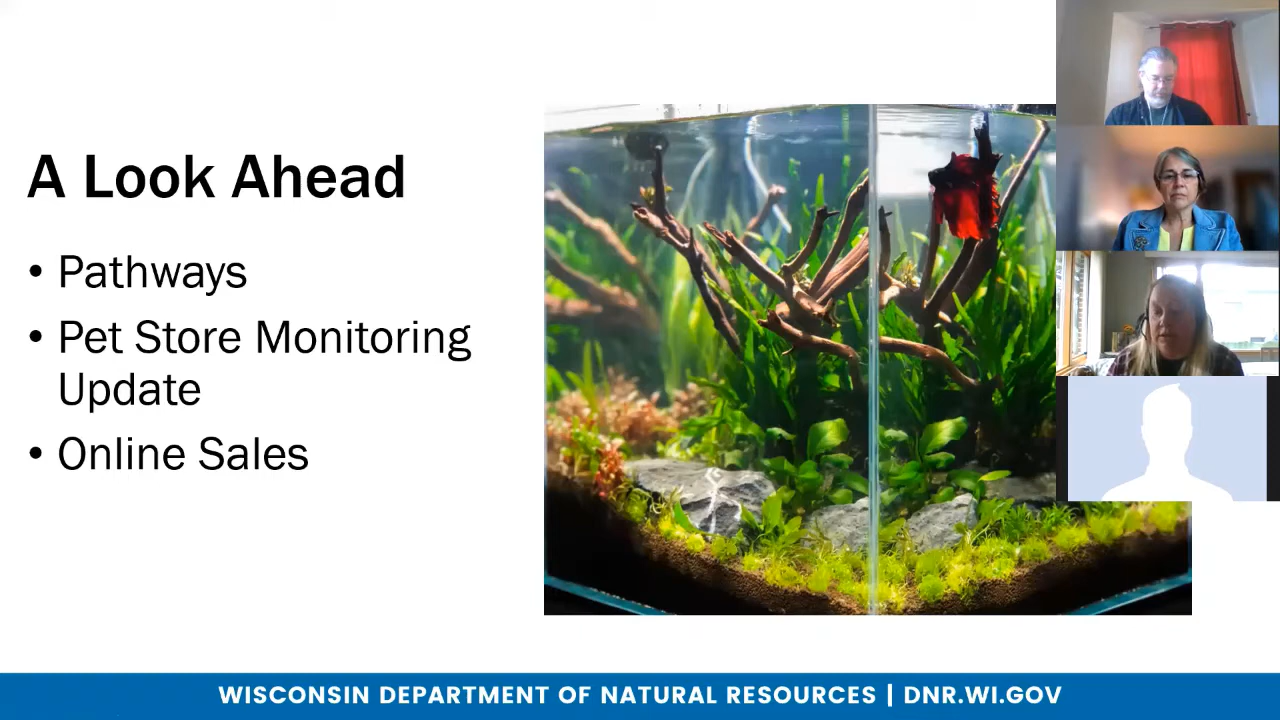 A Look Ahead
• Pathways
• Pet Store Monitoring
Update
• Online Sales
WISCONSIN DEPARTMENT OF NATURAL RESOURCES | DNR.WI.GOV